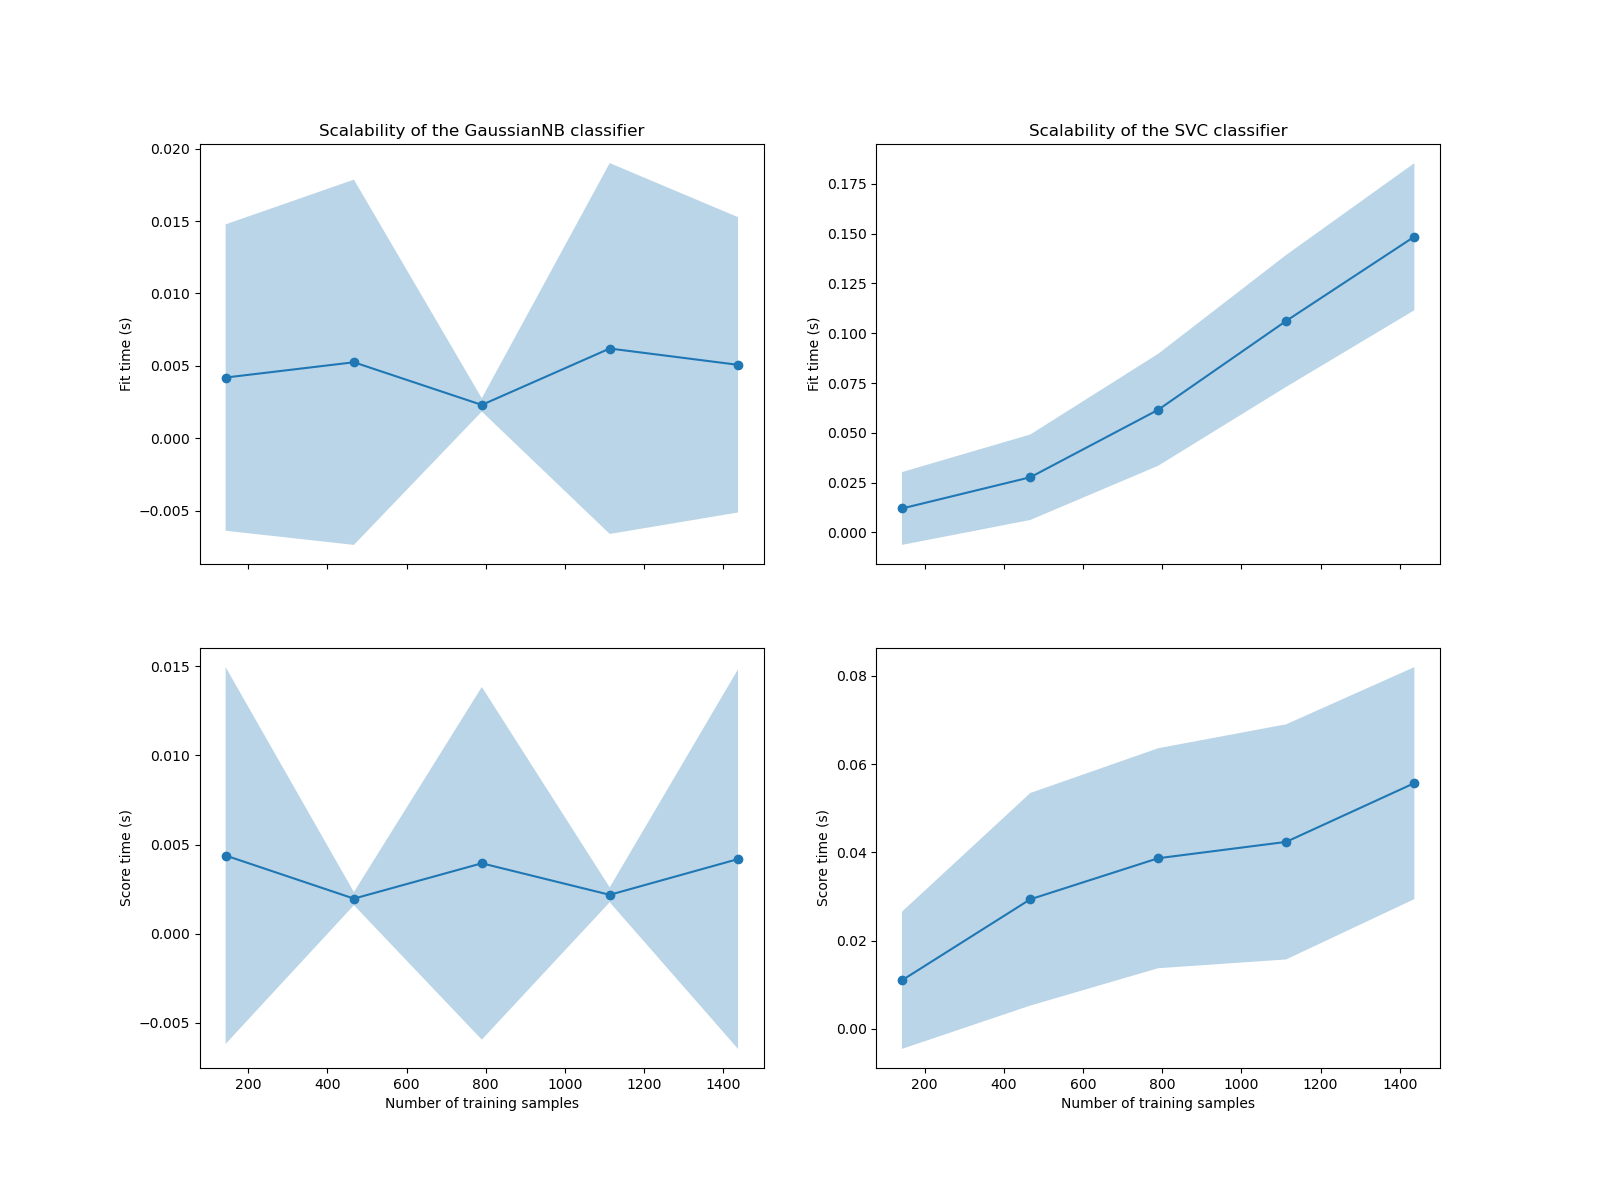 Scalability of the GaussianNB classifier
0.020
0.015
0.010
0.005
0.000
−0.005
Fit time (s)
Scalability of the SVC classifier
0.175
0.150
0.125
0.100
0.075
0.050
0.025
0.000
Fit time (s)
0.015
0.010
0.005
0.000
−0.005
Score time (s)
200 400 600 800 1000 1200 1400
Number of training samples
0.08
0.06
0.04
0.02
0.00
Score time (s)
200 400 600 800 1000 1200 1400
Number of training samples